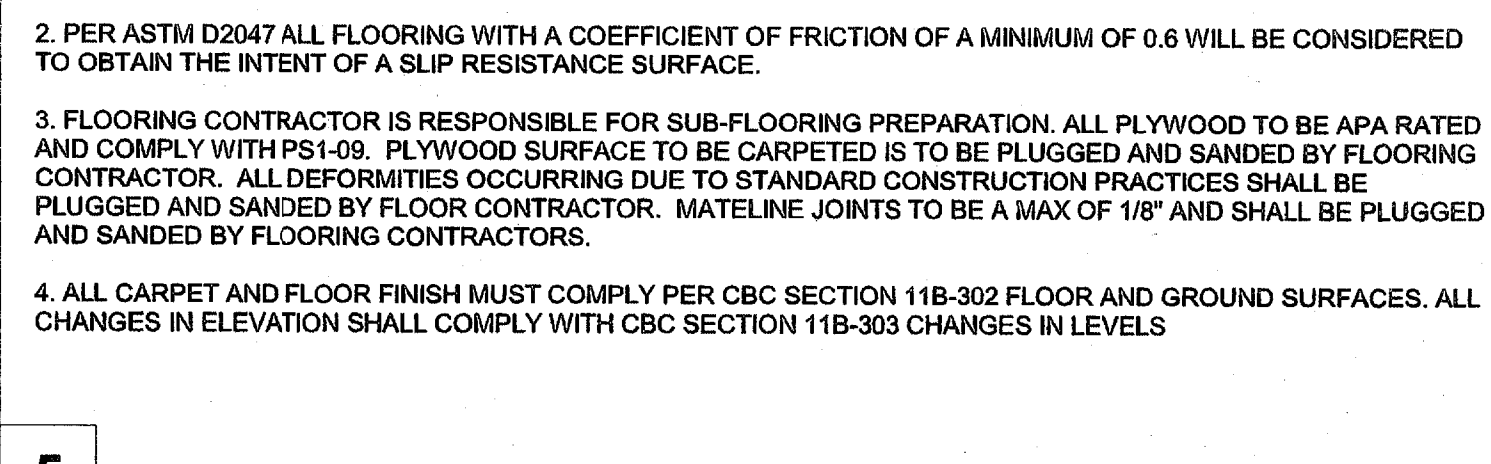 2. PER ASTM D2047 ALL FLOORING WITH A COEFFICIENT OF FRICTION OF A MINIMUM OF 0.6 WILL BE CONSIDERED
TO OBTAIN THE INTENT OF A SLIP RESISTANCE SURFACE.
3. FLOORING CONTRACTOR IS RESPONSIBLE FOR SUB-FLOORING PREPARATION. ALL PLYWOOD TO BE APA RATED
AND COMPLY WITH PS1-09. PLYWOOD SURFACE TO BE CARPETED IS TO BE PLUGGED AND SANDED BY FLOORING
CONTRACTOR. ALL DEFORMITIES OCCURRING DUE TO STANDARD CONSTRUCTION PRACTICES SHALL BE
PLUGGED AND SANDED BY FLOOR CONTRACTOR. MATELINE JOINTS TO BE A MAX OF 1/8" AND SHALL BE PLUGGED
AND SANDED BY FLOORING CONTRACTORS.
4. ALL CARPET AND FLOOR FINISH MUST COMPLY PER CBC SECTION 11B-302 FLOOR AND GROUND SURFACES. ALL
CHANGES IN ELEVATION SHALL COMPLY WITH CBC SECTION 11B-303 CHANGES IN LEVELS